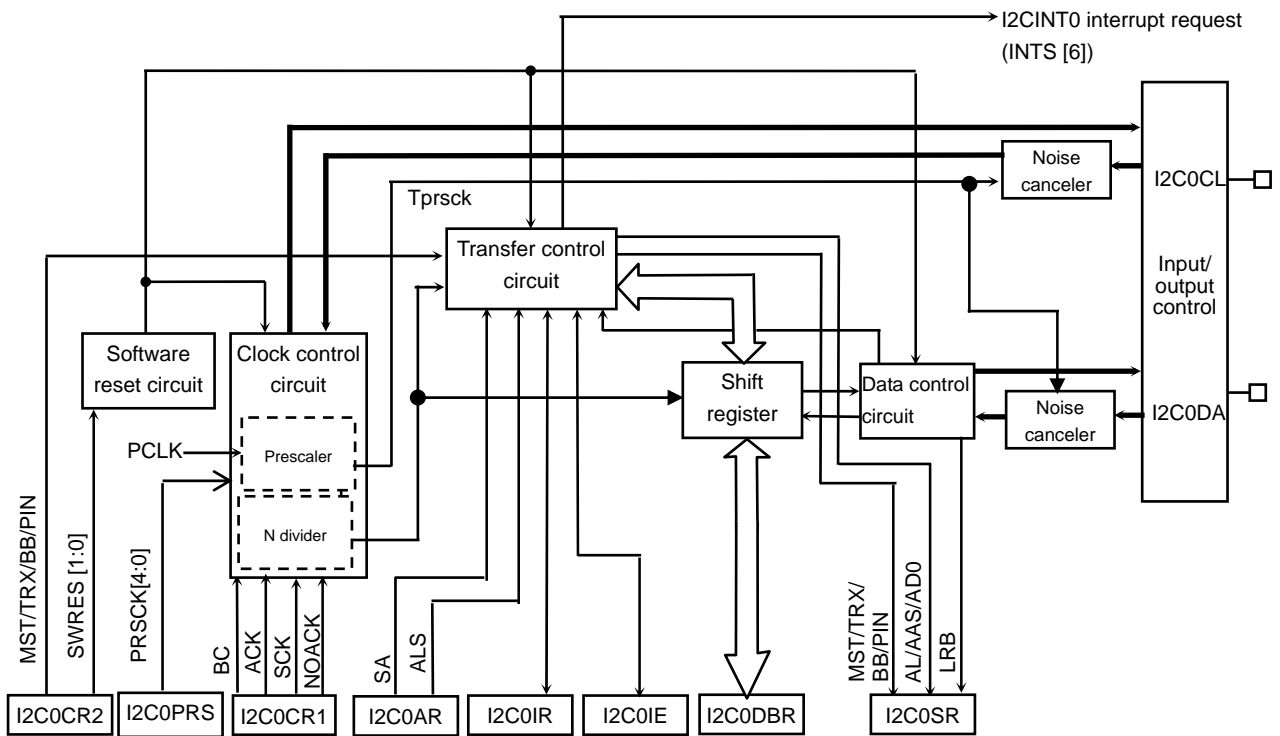 I2CINT0 interrupt request
(INTS [6])
Noise
canceler
I2C0CL
Tprsck
Transfer control
circuit
Input/
output
control
Software
reset circuit
Clock control
circuit
Shift
register
Data control
circuit
Noise
canceler
I2C0DA
PCLK
Prescaler
N divider
MST/TRX/BB/PIN
SWRES [1:0]
PRSCK[4:0]
BC
ACK
SCK
NOACK
SA
ALS
MST/TRX/
BB/PIN
AL/AAS/AD0
LRB
I2C0CR2
I2C0PRS
I2C0CR1
I2C0AR
I2C0IR
I2C0IE
I2C0DBR
I2C0SR